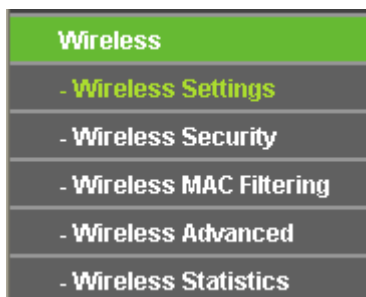 Wireless
- Wireless Settings
- Wireless Security
- Wireless MAC Filtering
- Wireless Advanced
- Wireless Statistics